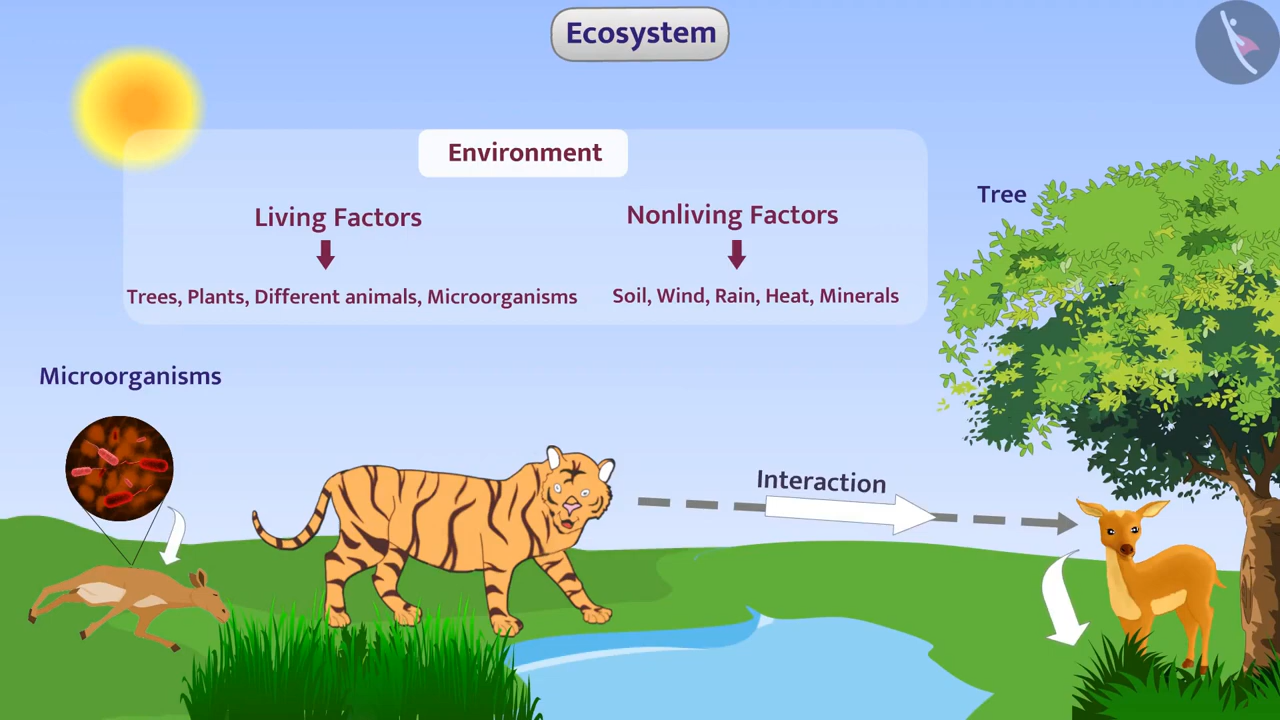 Ecosystem
Environment
Living Factors
Nonliving Factors
Trees, Plants, Different animals, Microorganisms
Soil, Wind, Rain, Heat, Minerals
Tree
Microorganisms
Interaction